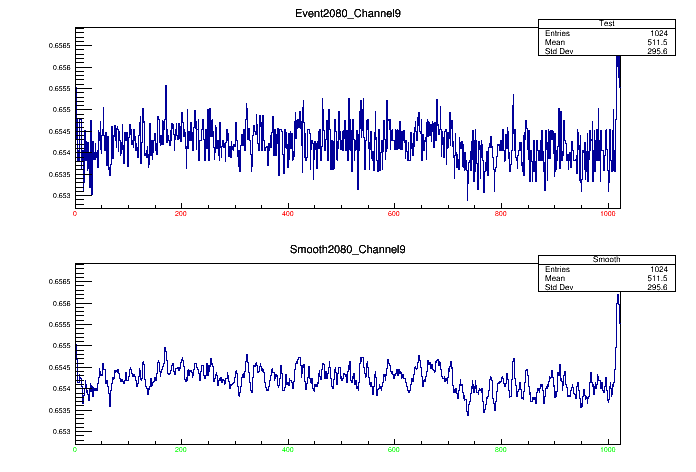 Event2080_Channel9
Test
Entries 1024
Mean 511.5
Std Dev 295.6
0.6565
0.656
0.6555
0.655
0.6545
0.654
0.6535
0.653
0 200 400 600 800 1000
Smooth2080_Channel9
Smooth
Entries 1024
Mean 511.5
Std Dev 295.6
0.6565
0.656
0.6555
0.655
0.6545
0.654
0.6535
0.653
0 200 400 600 800 1000